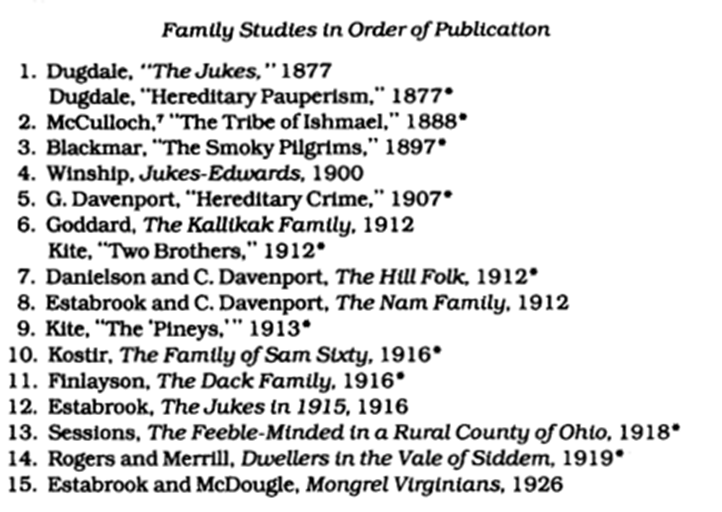 Family Studies in Order of Publication
1. Dugdale, "The Jukes," 1877
Dugdale, "Hereditary Pauperism," 1877*
2. McCulloch,⁷ "The Tribe of Ishmael," 1888*
3. Blackmar, "The Smoky Pilgrims," 1897*
4. Winship, Jukes-Edwards, 1900
5. G. Davenport, "Hereditary Crime," 1907*
6. Goddard, The Kallikak Family, 1912
Kite, "Two Brothers," 1912*
7. Danielson and C. Davenport, The Hill Folk, 1912*
8. Estabrook and C. Davenport, The Nam Family, 1912
9. Kite, "The 'Pineys,'" 1913*
10. Kostir, The Family of Sam Sixty, 1916*
11. Finlayson, The Dack Family, 1916*
12. Estabrook, The Jukes in 1915, 1916
13. Sessions, The Feeble-Minded in a Rural County of Ohio, 1918*
14. Rogers and Merrill, Dwellers in the Vale of Siddem, 1919*
15. Estabrook and McDougle, Mongrel Virginians, 1926